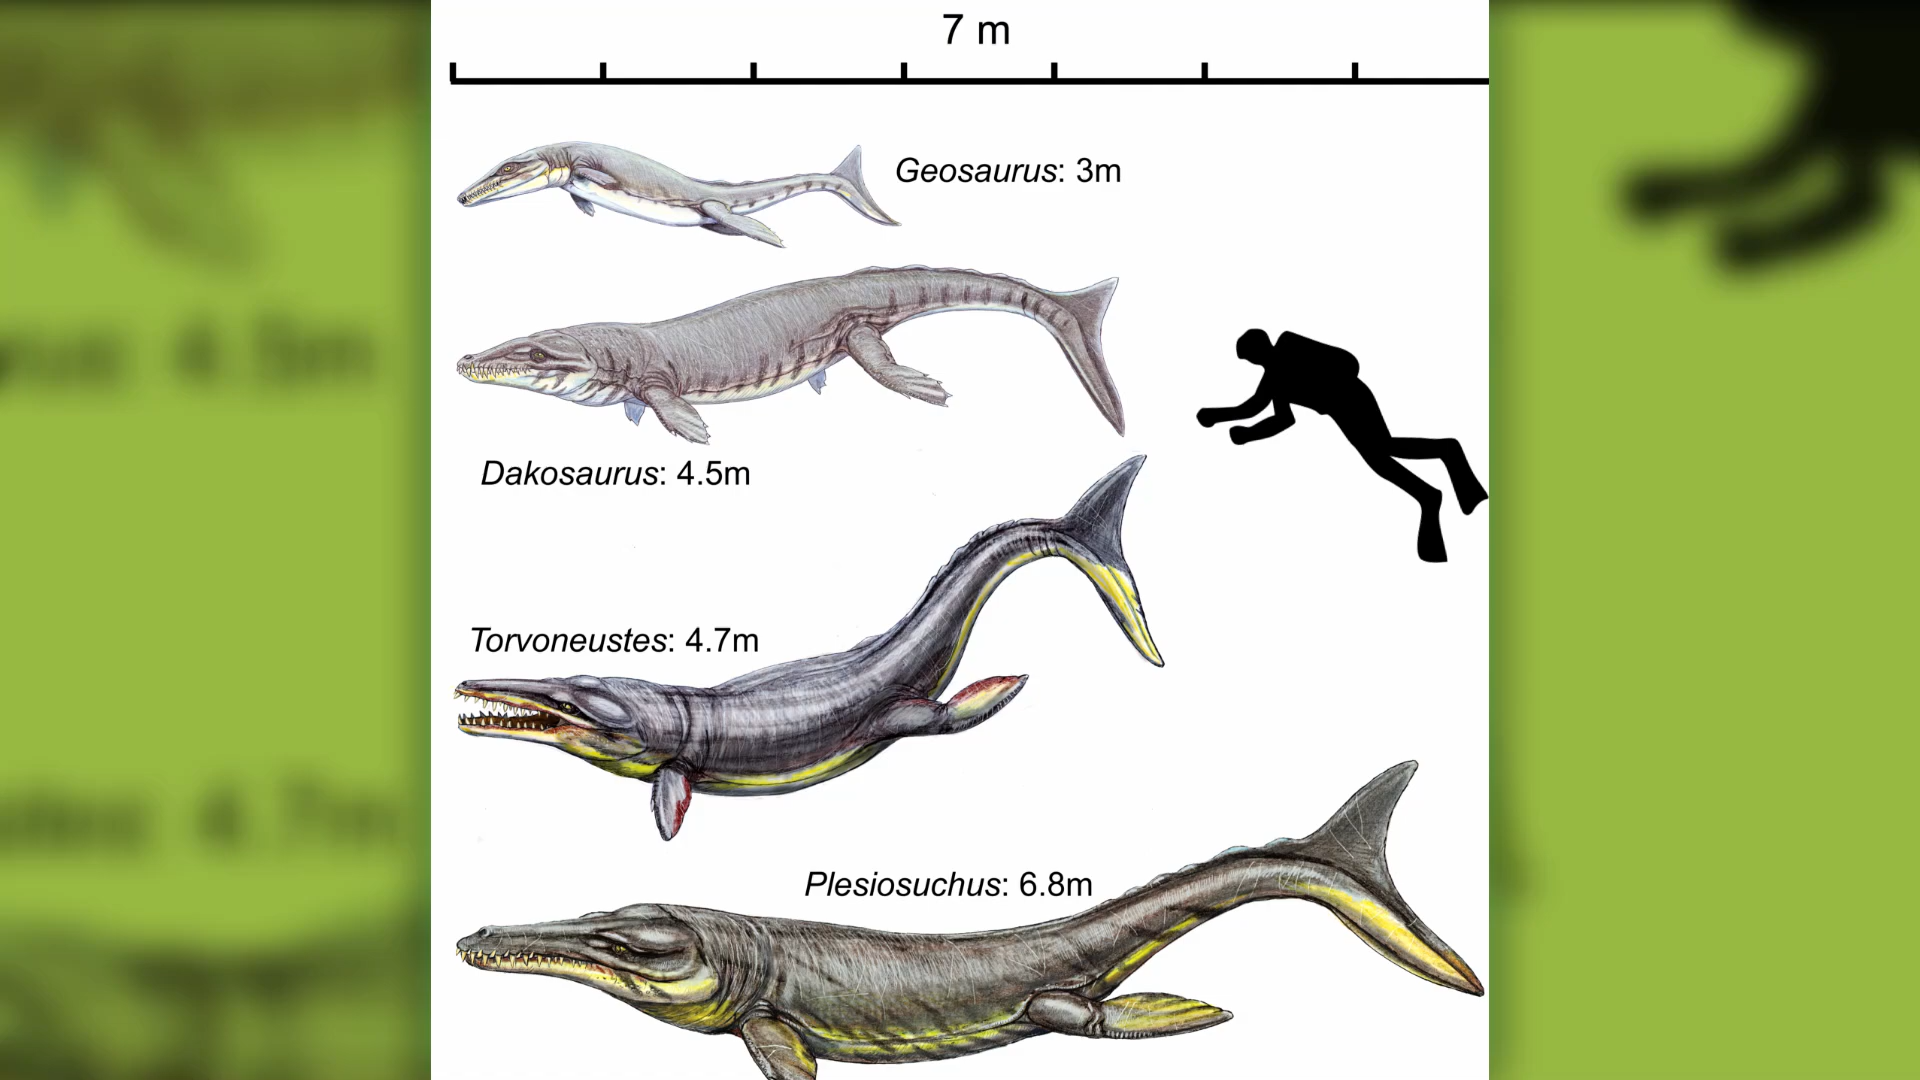 7 m
Geosaurus: 3m
Dakosaurus: 4.5m
Torvoneustes: 4.7m
Plesiosuchus: 6.8m